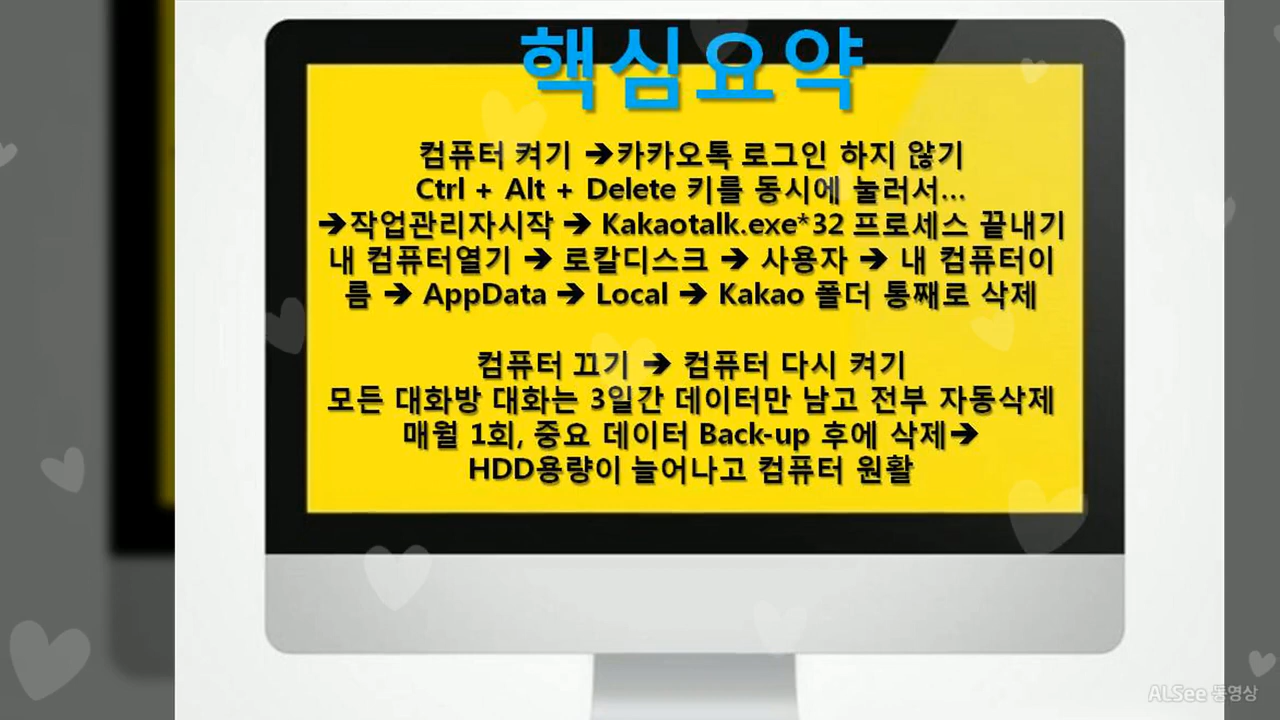 핵심요약
컴퓨터 켜기 ➔카카오톡 로그인 하지 않기
Ctrl + Alt + Delete 키를 동시에 눌러서...
➔작업관리자시작 ➔ Kakaotalk.exe*32 프로세스 끝내기
내 컴퓨터열기 ➔ 로칼디스크 ➔ 사용자 ➔ 내 컴퓨터이
름 ➔ AppData ➔ Local ➔ Kakao 폴더 통째로 삭제
컴퓨터 끄기 ➔ 컴퓨터 다시 켜기
모든 대화방 대화는 3일간 데이터만 남고 전부 자동삭제
매월 1회, 중요 데이터 Back-up 후에 삭제➔
HDD용량이 늘어나고 컴퓨터 원활
ALSee 동영상